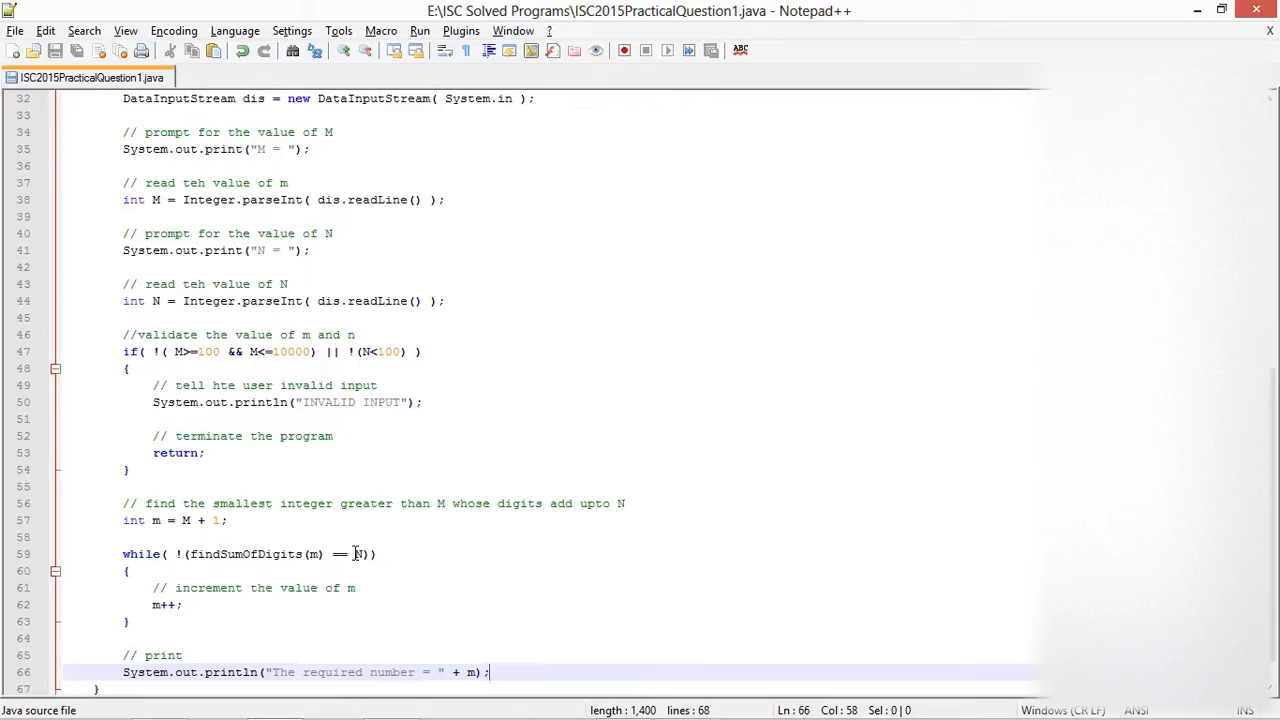 E:\ISC Solved Programs\ISC2015PracticalQuestion1.java - Notepad++
File Edit Search View Encoding Language Settings Tools Macro Run Plugins Window ? X
ABC
ISC2015PracticalQuestion1.java
32 DataInputStream dis = new DataInputStream( System.in );
33
34 // prompt for the value of M
35 System.out.print("M = ");
36
37 // read teh value of m
38 int M = Integer.parseInt( dis.readLine() );
39
40 // prompt for the value of N
41 System.out.print("N = ");
42
43 // read teh value of N
44 int N = Integer.parseInt( dis.readLine() );
45
46 //validate the value of m and n
47 if( !( M>=100 && M<=10000) || !(N<100) )
48 {
49 // tell hte user invalid input
50 System.out.println("INVALID INPUT");
51
52 // terminate the program
53 return;
54 }
55
56 // find the smallest integer greater than M whose digits add upto N
57 int m = M + 1;
58
59 while( !(findSumOfDigits(m) == N))
60 {
61 // increment the value of m
62 m++;
63 }
64
65 // print
66 System.out.println("The required number = " + m);
67 }
Java source file length : 1,400 lines : 68 Ln : 66 Col : 58 Sel : 0 | 0 Windows (CR LF) ANSI INS